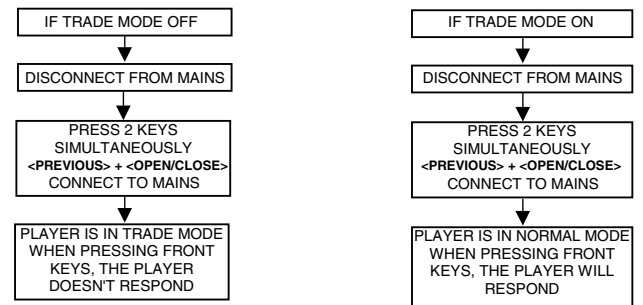 IF TRADE MODE OFF
DISCONNECT FROM MAINS
PRESS 2 KEYS
SIMULTANEOUSLY
<PREVIOUS> + <OPEN/CLOSE>
CONNECT TO MAINS
PLAYER IS IN TRADE MODE
WHEN PRESSING FRONT
KEYS, THE PLAYER
DOESN'T RESPOND
IF TRADE MODE ON
DISCONNECT FROM MAINS
PRESS 2 KEYS
SIMULTANEOUSLY
<PREVIOUS> + <OPEN/CLOSE>
CONNECT TO MAINS
PLAYER IS IN NORMAL MODE
WHEN PRESSING FRONT
KEYS, THE PLAYER WILL
RESPOND